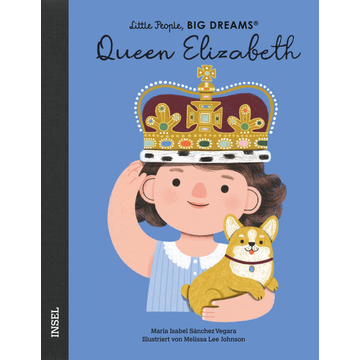 Little People, BIG DREAMS®
Queen Elizabeth
Maria Isabel Sánchez Vegara
Illustriert von Melissa Lee Johnson
INSEL